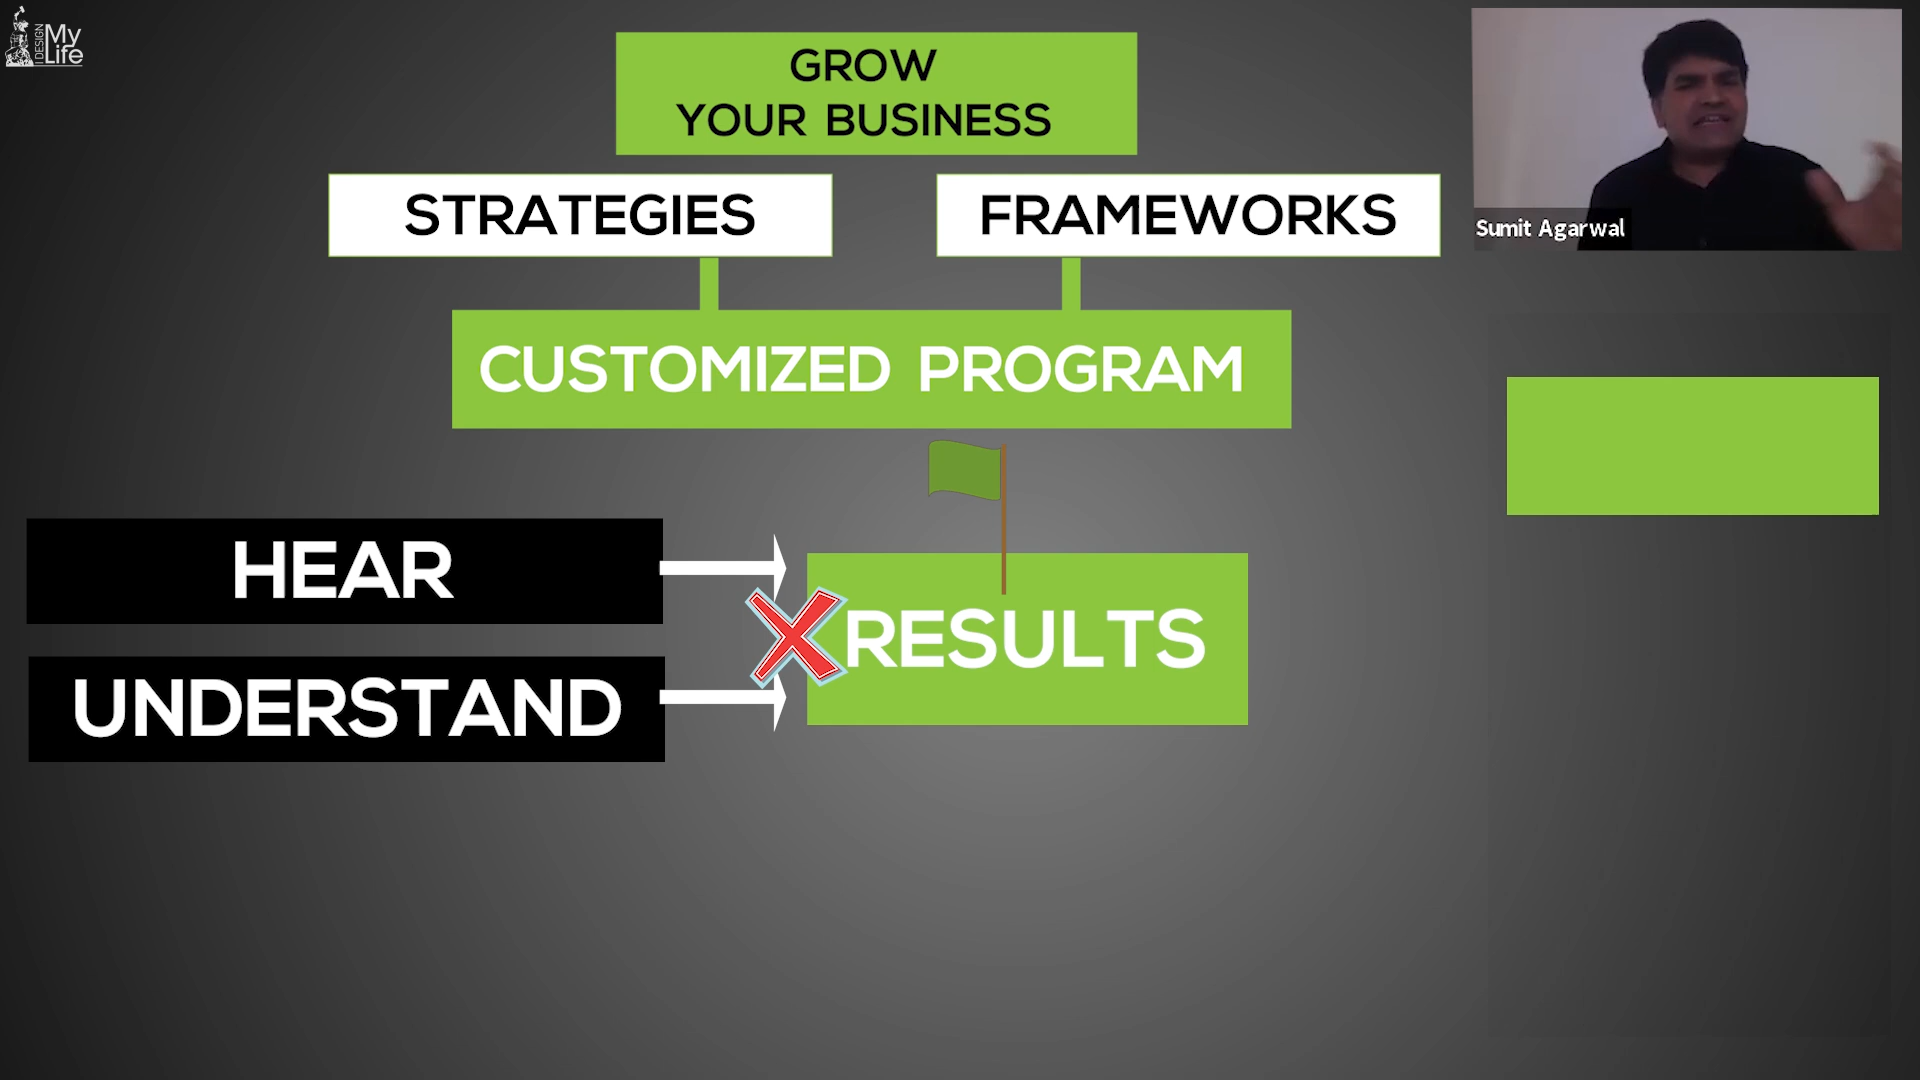 I DESIGN
My
Life
GROW
YOUR BUSINESS
STRATEGIES
FRAMEWORKS
Sumit Agarwal
CUSTOMIZED PROGRAM
HEAR
RESULTS
UNDERSTAND